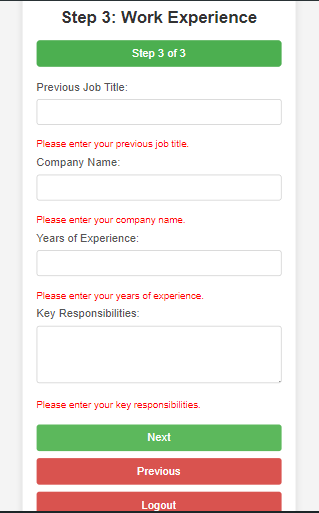 Step 3: Work Experience
Step 3 of 3
Previous Job Title:
Please enter your previous job title.
Company Name:
Please enter your company name.
Years of Experience:
Please enter your years of experience.
Key Responsibilities:
Please enter your key responsibilities.
Next
Previous
Logout